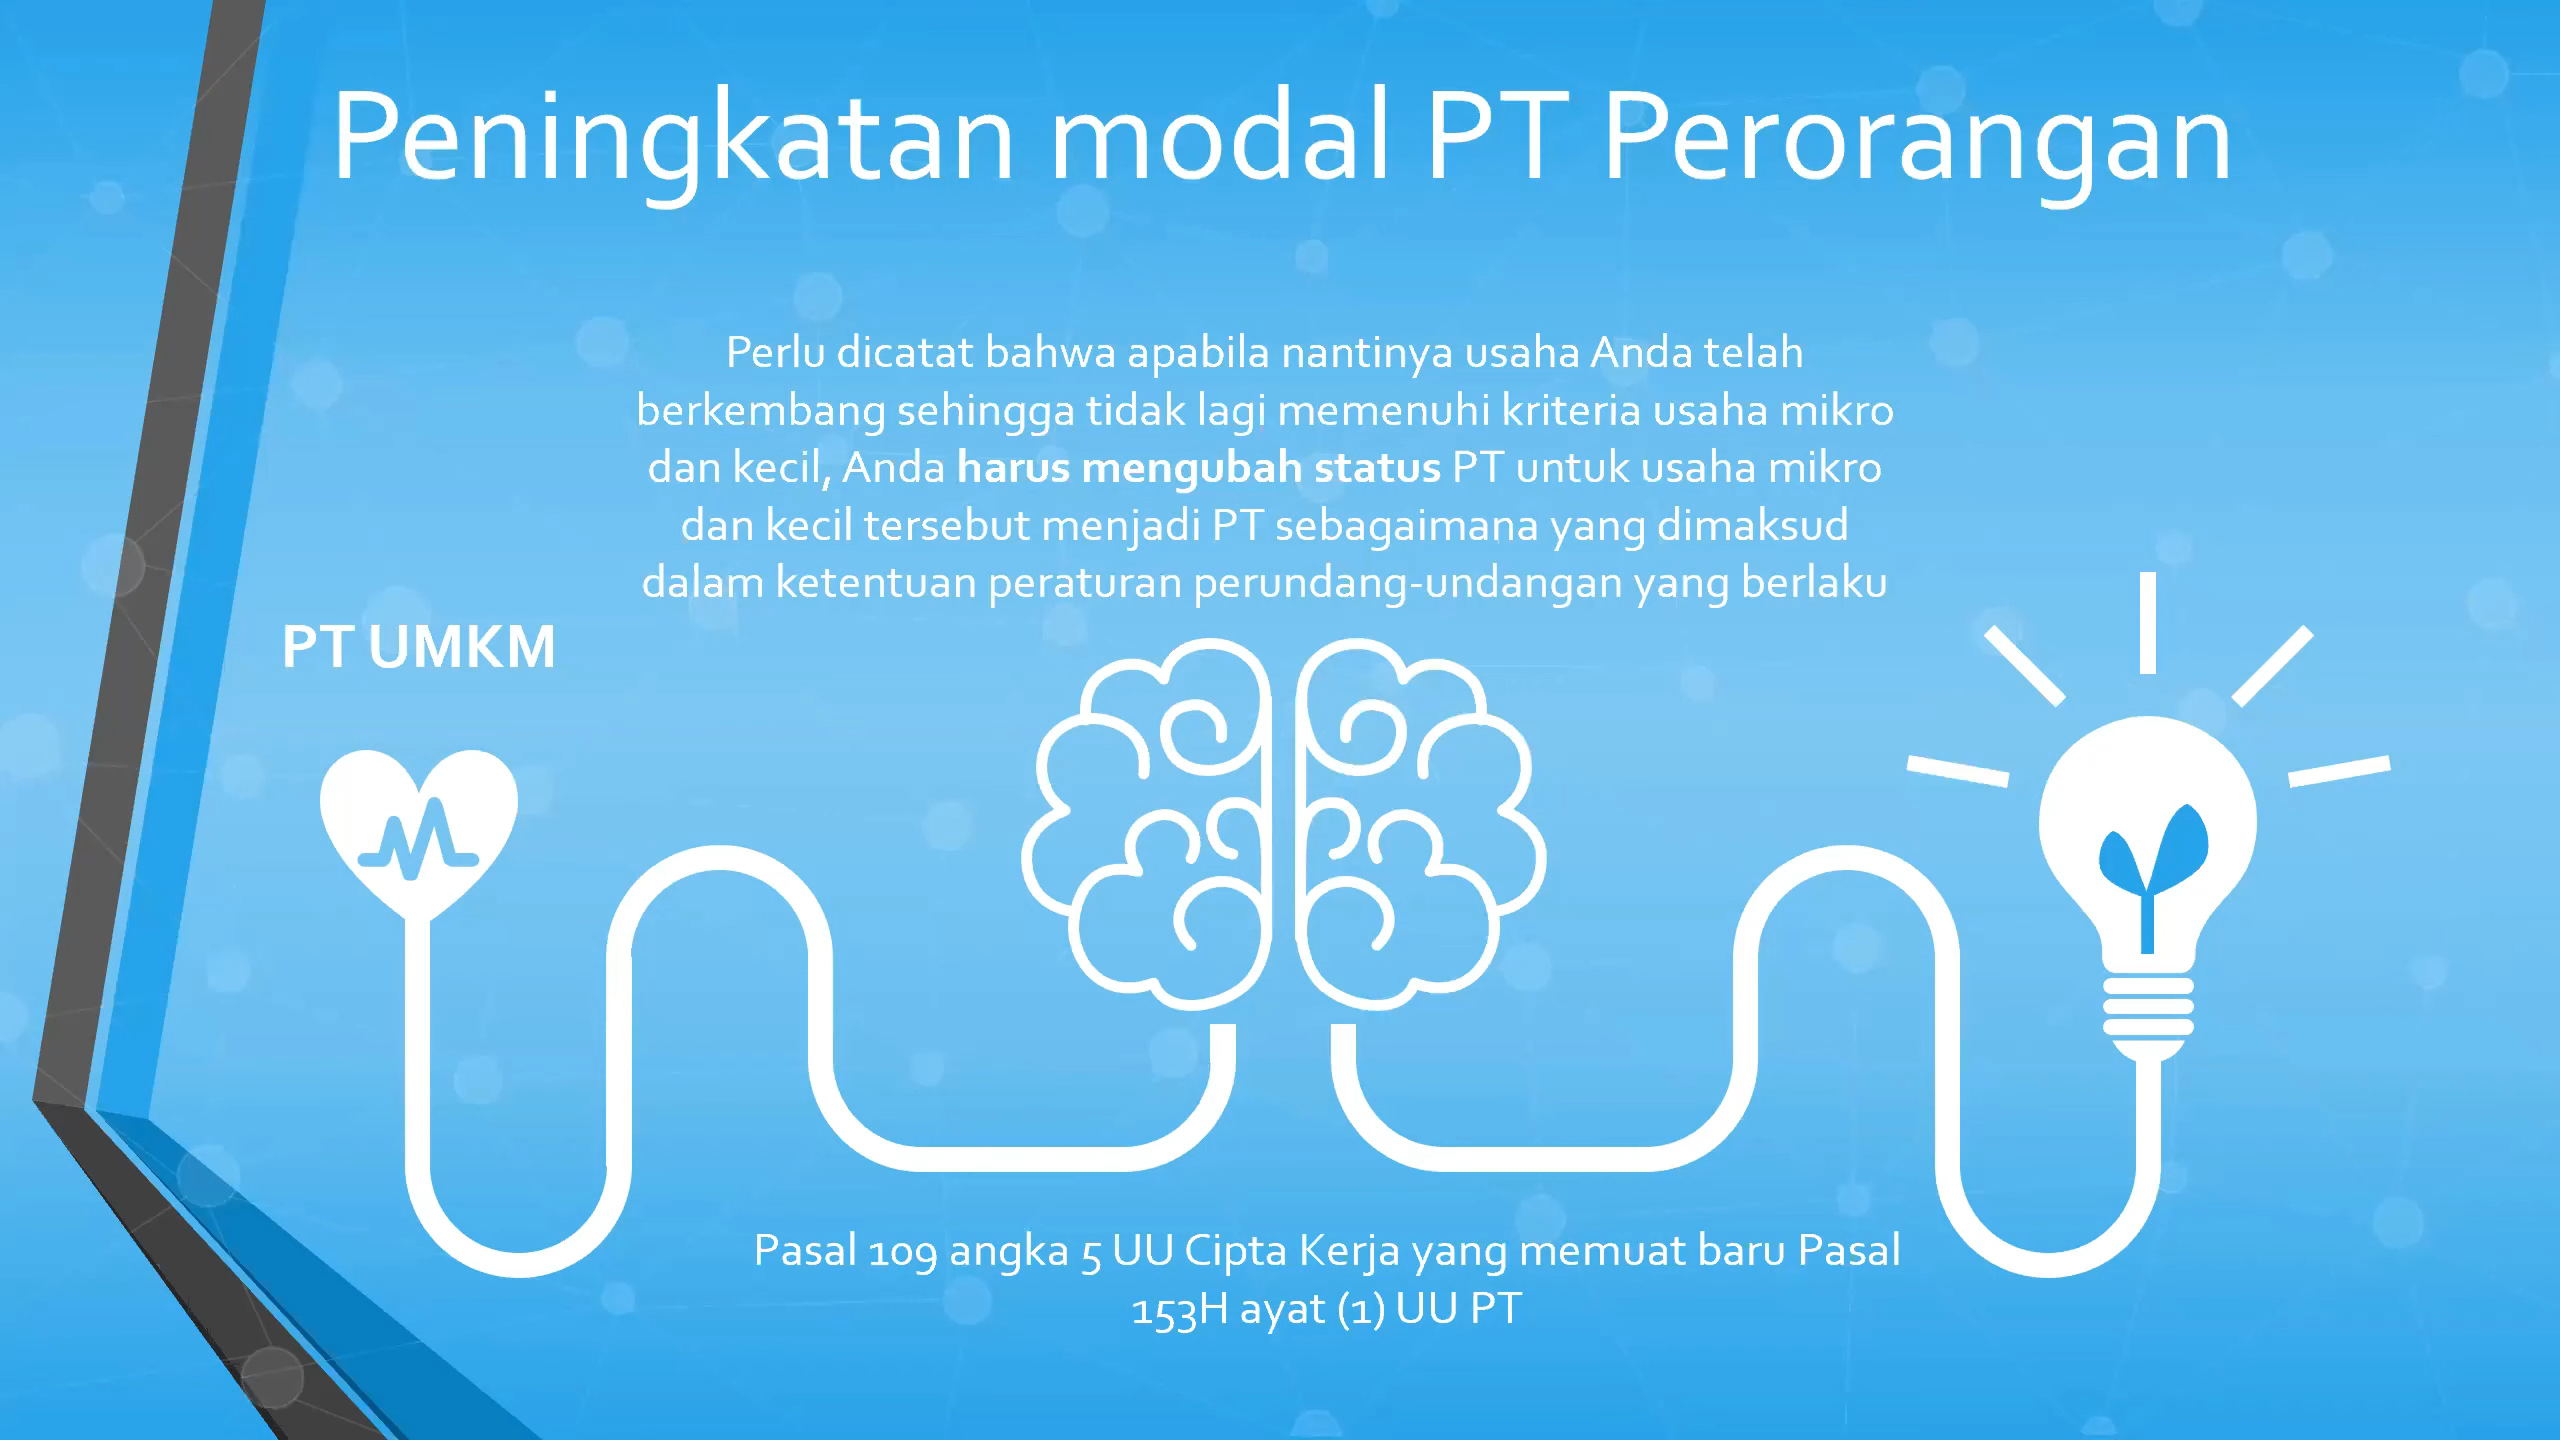 Peningkatan modal PT Perorangan
Perlu dicatat bahwa apabila nantinya usaha Anda telah
berkembang sehingga tidak lagi memenuhi kriteria usaha mikro
dan kecil, Anda harus mengubah status PT untuk usaha mikro
dan kecil tersebut menjadi PT sebagaimana yang dimaksud
dalam ketentuan peraturan perundang-undangan yang berlaku
PT UMKM
Pasal 109 angka 5 UU Cipta Kerja yang memuat baru Pasal
153H ayat (1) UU PT